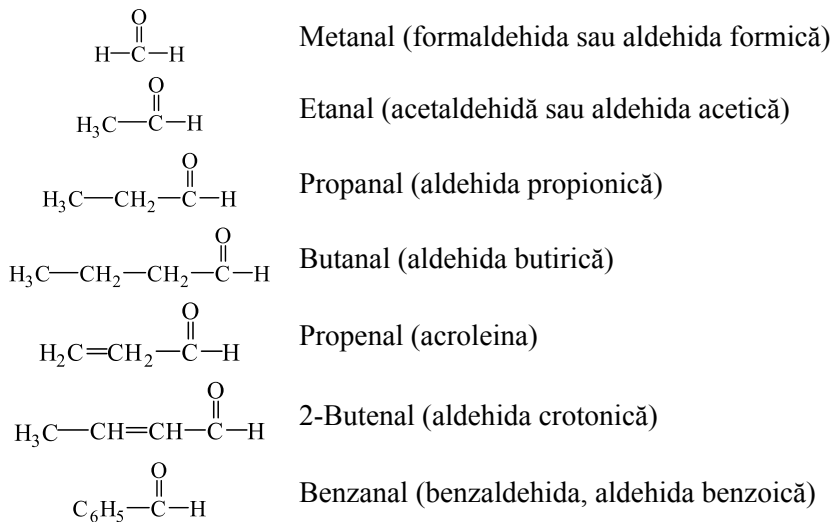 O
H—C—H Metanal (formaldehida sau aldehida formică)
O
H₃C—C—H Etanal (acetaldehidă sau aldehida acetică)
O
H₃C—CH₂—C—H Propanal (aldehida propionică)
O
H₃C—CH₂—CH₂—C—H Butanal (aldehida butirică)
O
H₂C=CH₂—C—H Propenal (acroleina)
O
H₃C—CH=CH—C—H 2-Butenal (aldehida crotonică)
O
C₆H₅—C—H Benzanal (benzaldehida, aldehida benzoică)